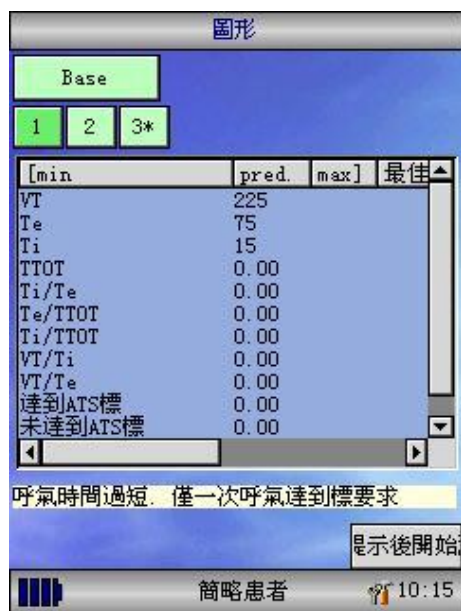 圖形
Base
1 2 3*
[min pred. max] 最佳
VT 225
Te 75
Ti 15
TTOT 0.00
Ti/Te 0.00
Te/TTOT 0.00
Ti/TTOT 0.00
VT/Ti 0.00
VT/Te 0.00
達到ATS標 0.00
未達到ATS標 0.00
呼氣時間過短. 僅一次呼氣達到標要求
示後開始
簡略患者 10:15